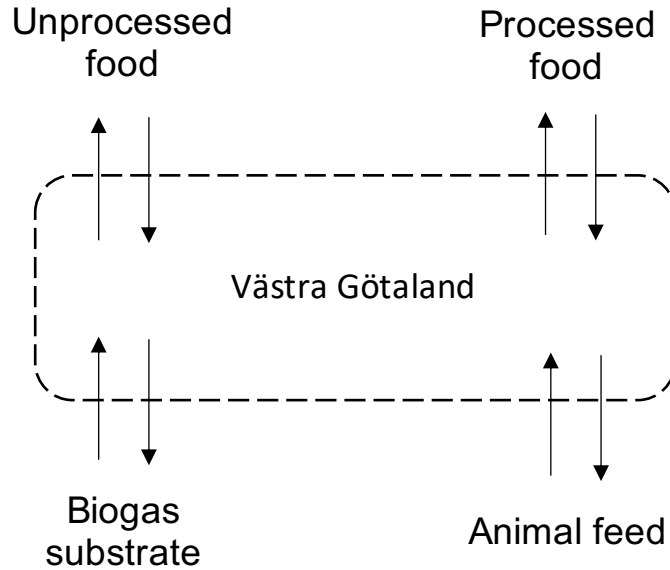 Unprocessed
food
Processed
food
Västra Götaland
Biogas
substrate
Animal feed